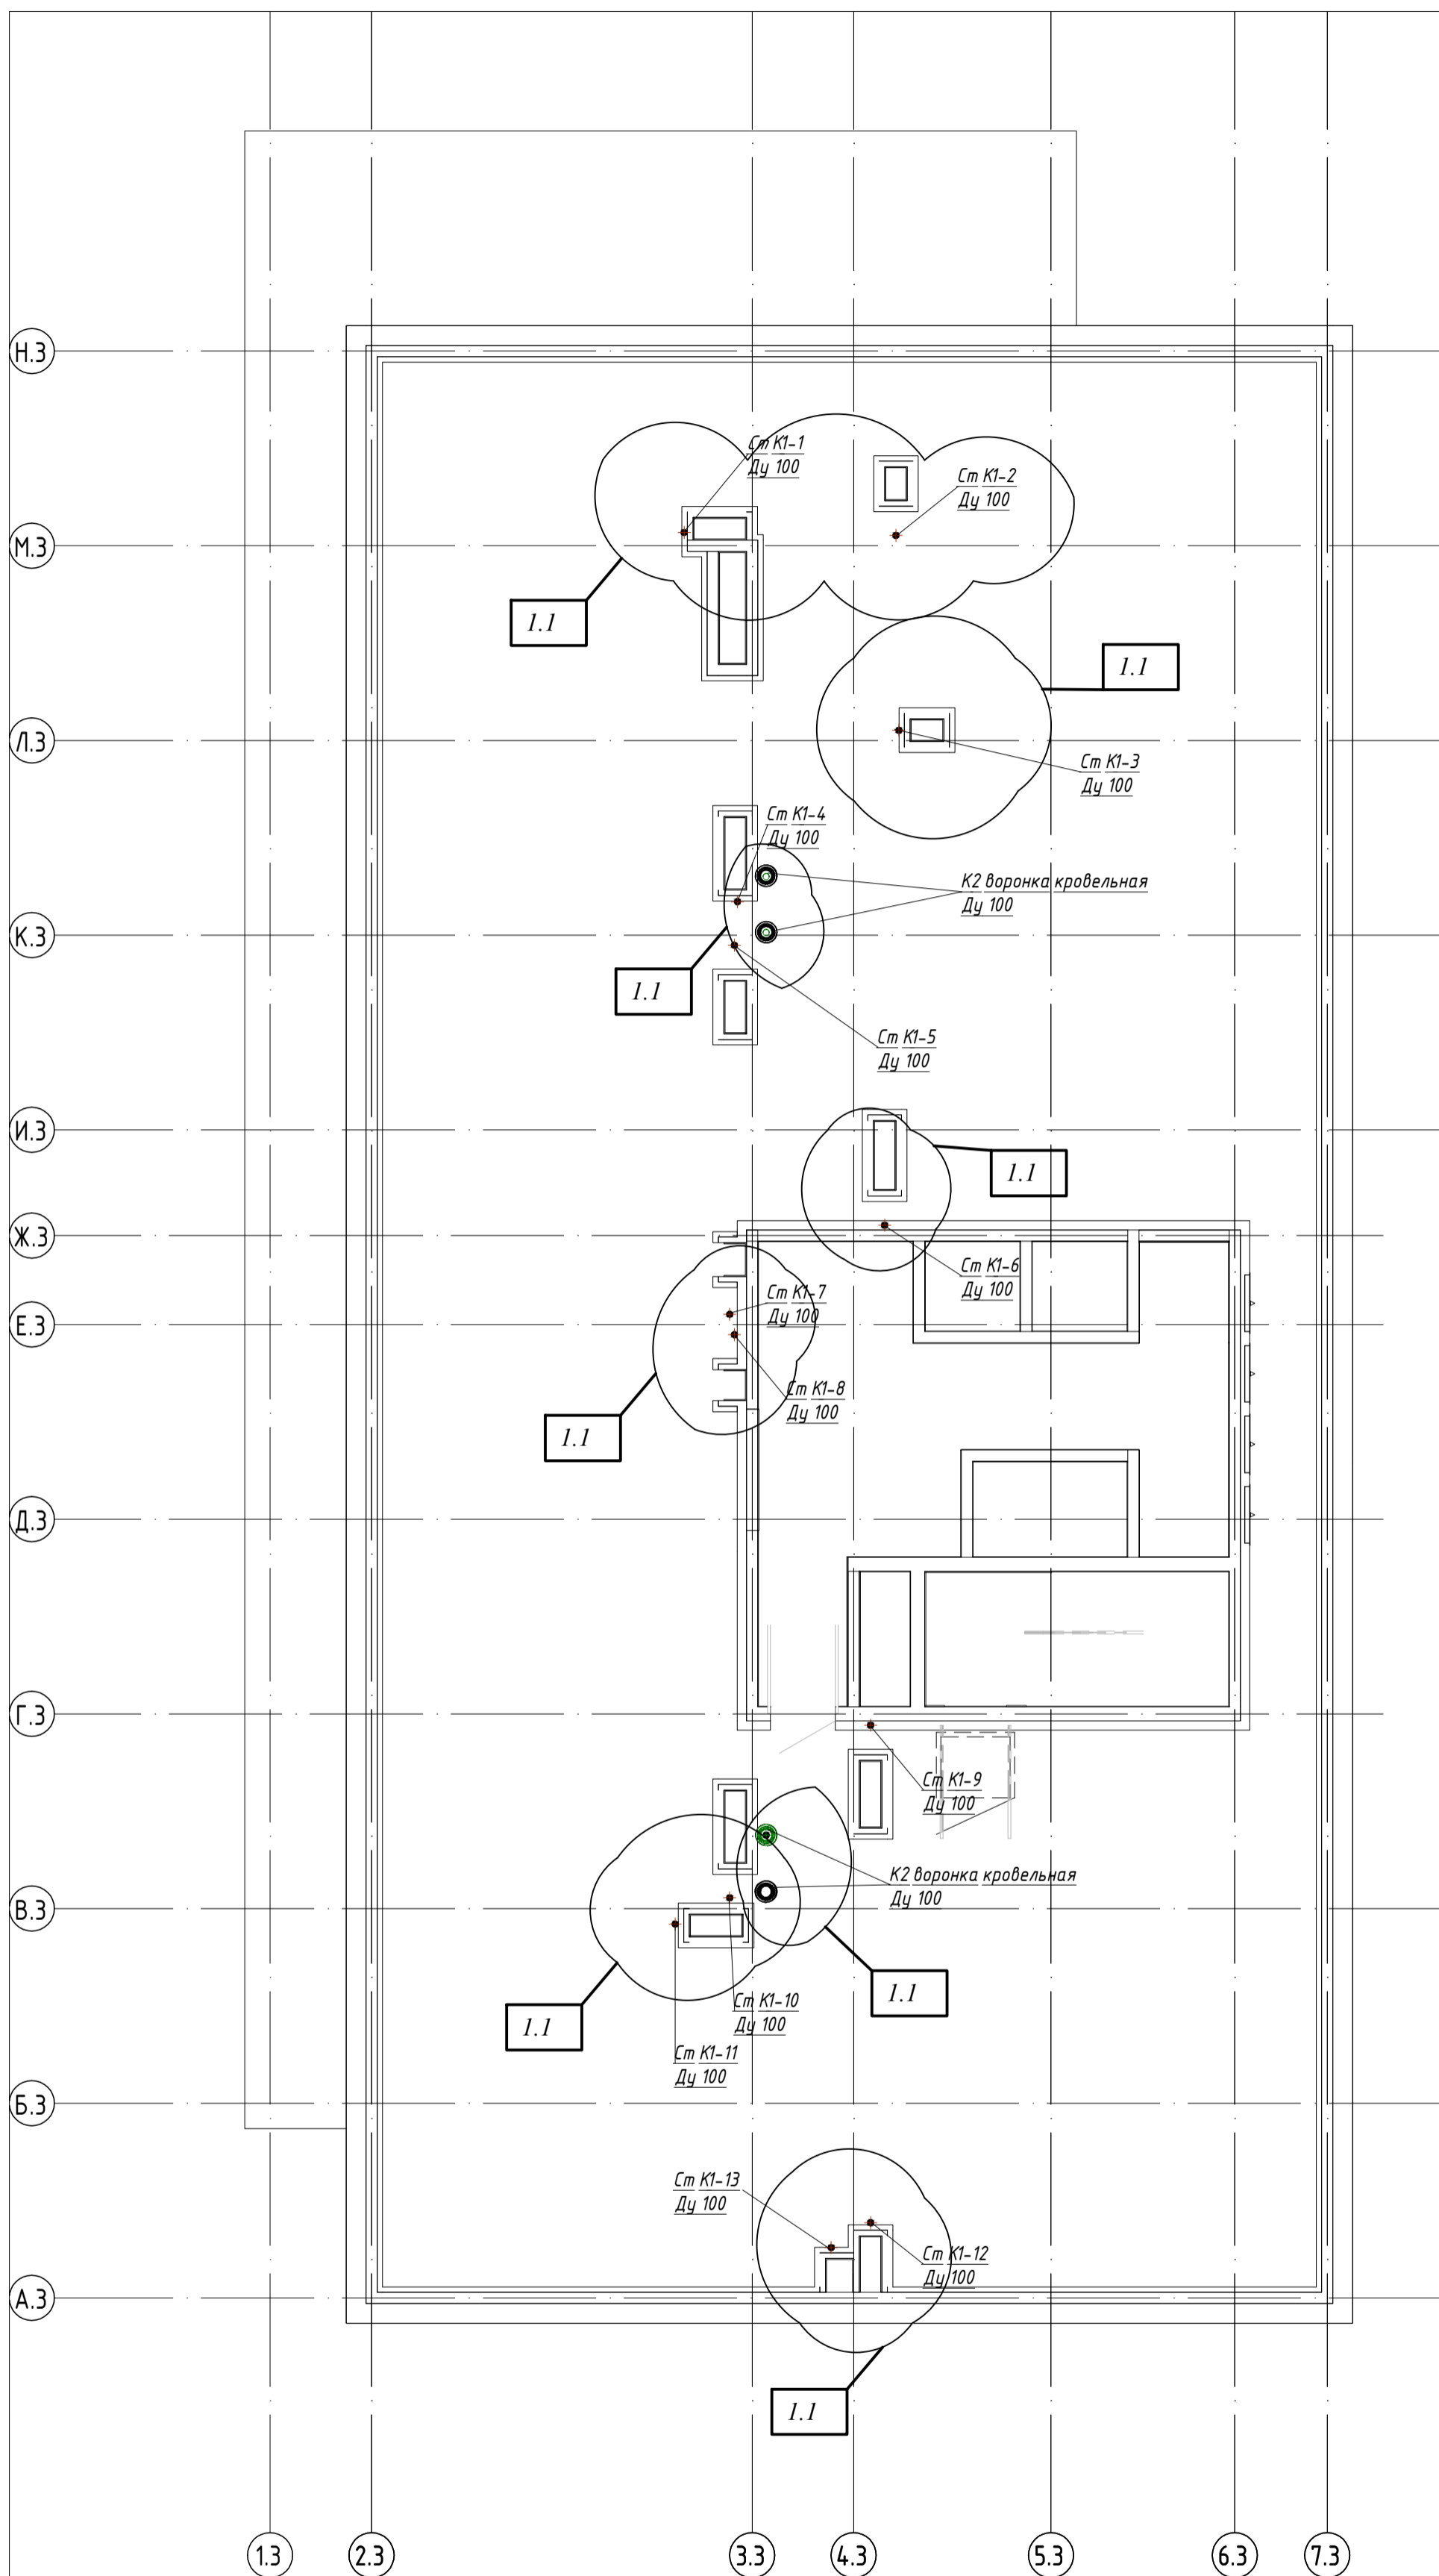 Н.3
Ст К1-1
Ду 100
Ст К1-2
Ду 100
М.3
1.1
1.1
Л.3
Ст К1-3
Ду 100
Ст К1-4
Ду 100
К2 воронка кровельная
Ду 100
К.3
1.1
Ст К1-5
Ду 100
И.3
1.1
Ж.3
Ст К1-6
Ду 100
Ст К1-7
Ду 100
Е.3
Ст К1-8
Ду 100
1.1
Д.3
Г.3
Ст К1-9
Ду 100
К2 воронка кровельная
Ду 100
В.3
1.1
Ст К1-10
Ду 100
1.1
Ст К1-11
Ду 100
Б.3
Ст К1-13
Ду 100
Ст К1-12
Ду 100
А.3
1.1
1.3
2.3
3.3
4.3
5.3
6.3
7.3